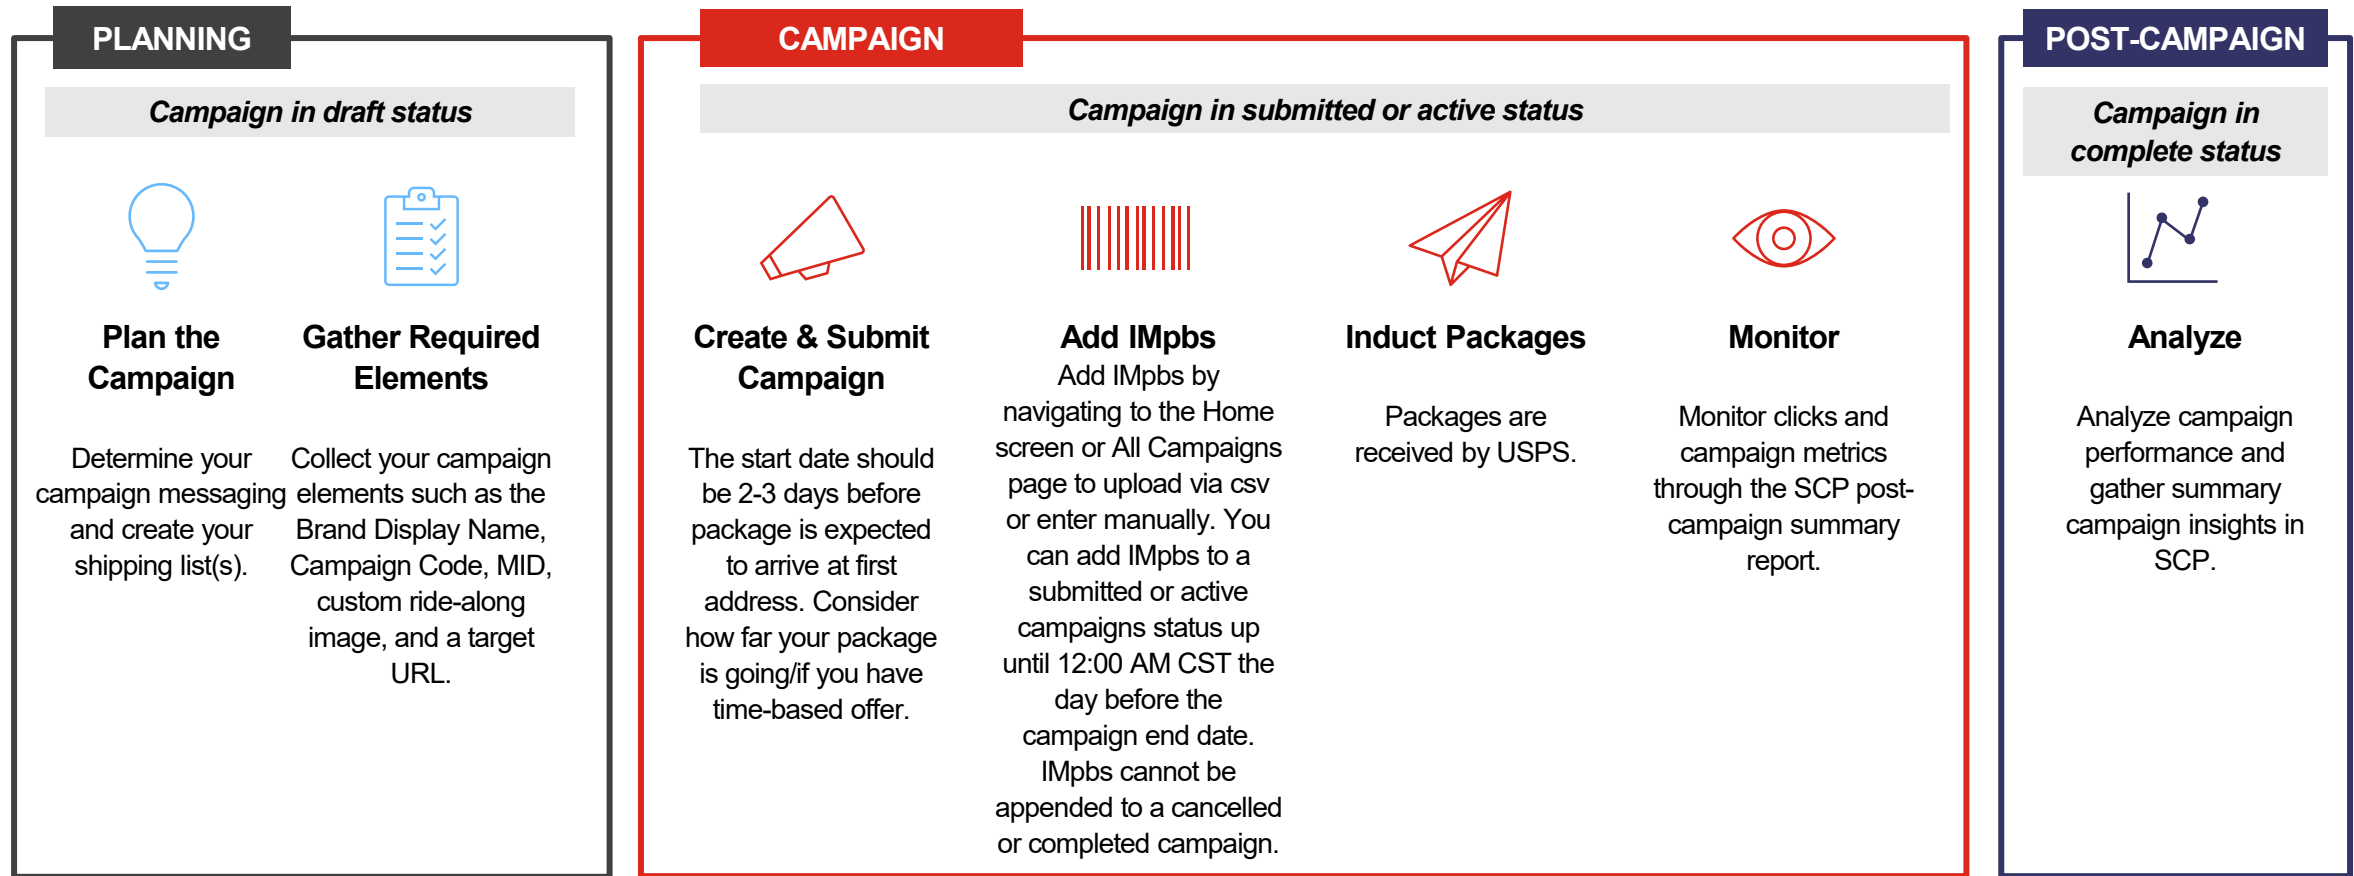 PLANNING
Campaign in draft status
Plan the
Campaign
Determine your
campaign messaging
and create your
shipping list(s).
Gather Required
Elements
Collect your campaign
elements such as the
Brand Display Name,
Campaign Code, MID,
custom ride-along
image, and a target
URL.
CAMPAIGN
Campaign in submitted or active status
Create & Submit
Campaign
The start date should
be 2-3 days before
package is expected
to arrive at first
address. Consider
how far your package
is going/if you have
time-based offer.
Add IMpbs
Add IMpbs by
navigating to the Home
screen or All Campaigns
page to upload via csv
or enter manually. You
can add IMpbs to a
submitted or active
campaigns status up
until 12:00 AM CST the
day before the
campaign end date.
IMpbs cannot be
appended to a cancelled
or completed campaign.
Induct Packages
Packages are
received by USPS.
Monitor
Monitor clicks and
campaign metrics
through the SCP post-
campaign summary
report.
POST-CAMPAIGN
Campaign in
complete status
Analyze
Analyze campaign
performance and
gather summary
campaign insights in
SCP.